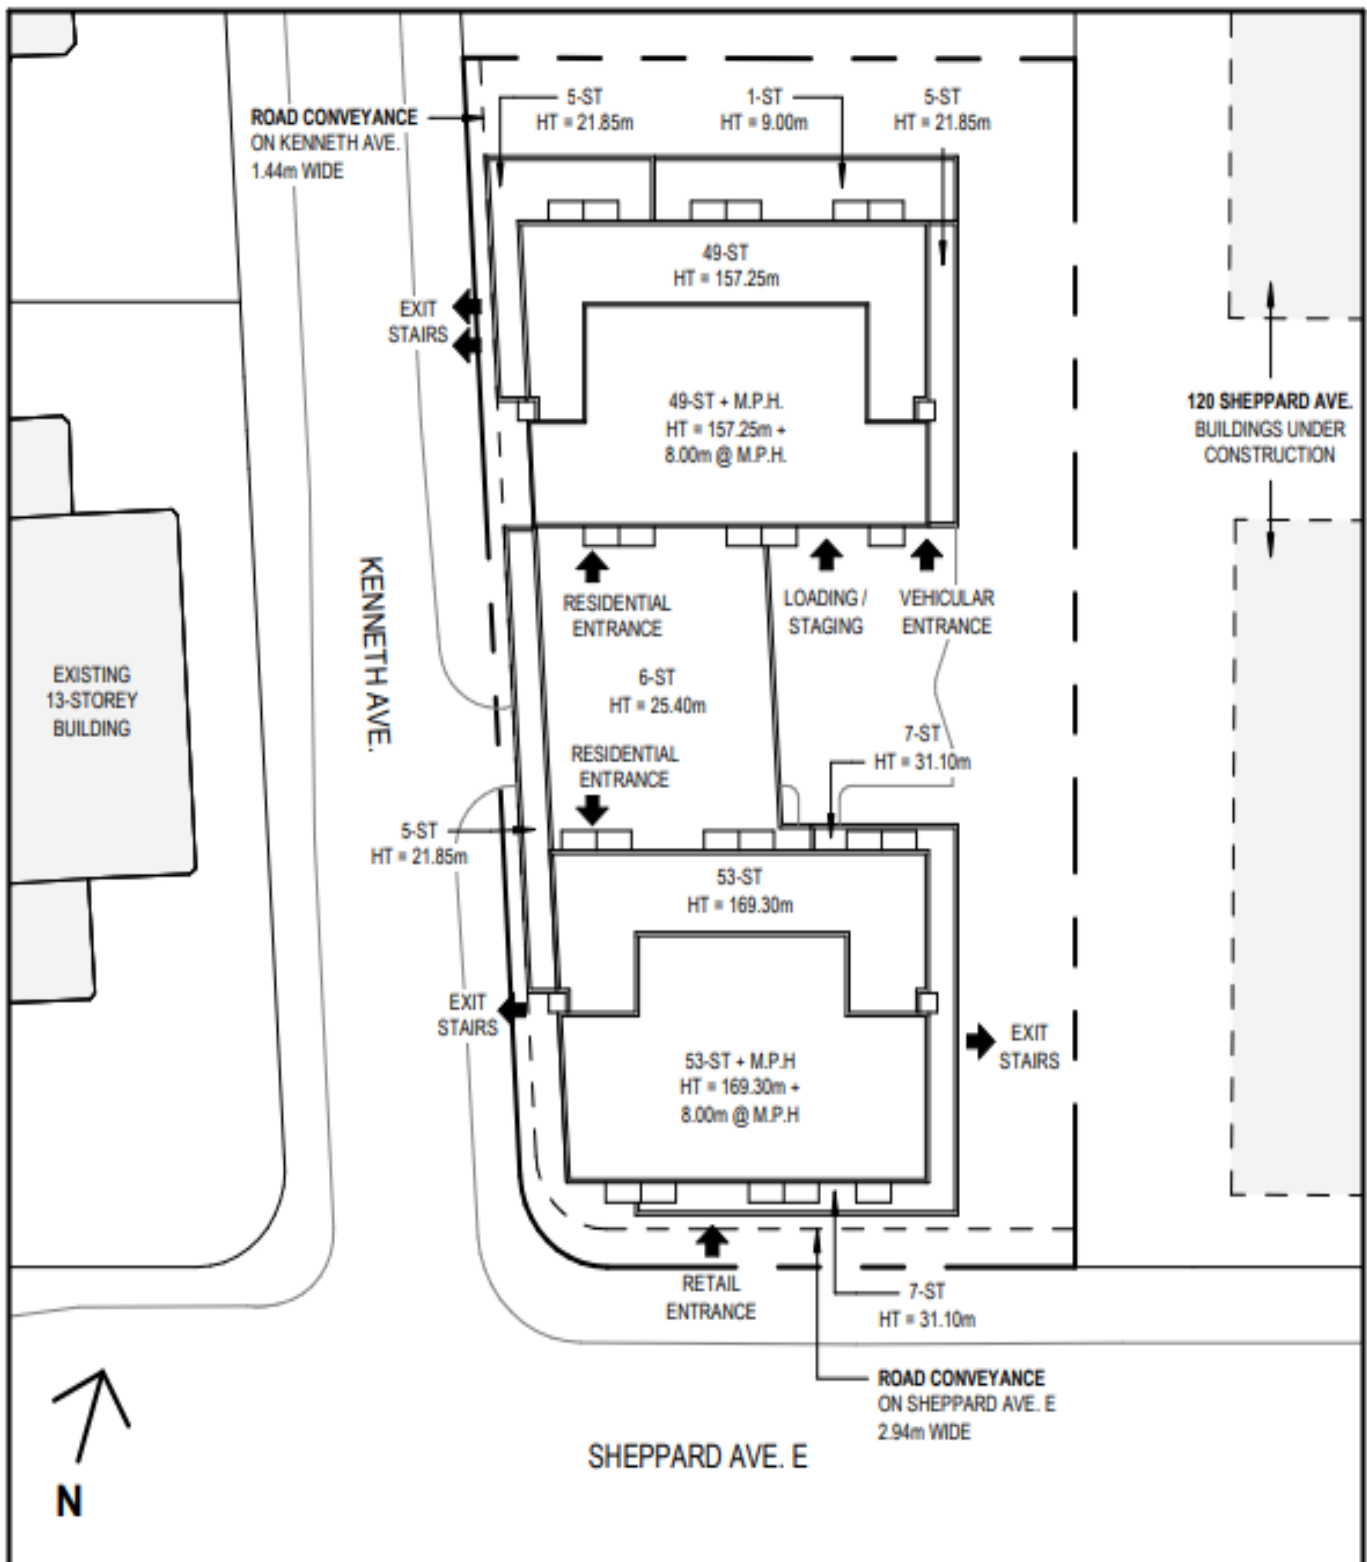 5-ST
HT = 21.85m
1-ST
HT = 9.00m
5-ST
HT = 21.85m
ROAD CONVEYANCE
ON KENNETH AVE.
1.44m WIDE
49-ST
HT = 157.25m
EXIT
STAIRS
49-ST + M.P.H.
HT = 157.25m +
8.00m @ M.P.H.
120 SHEPPARD AVE.
BUILDINGS UNDER
CONSTRUCTION
KENNETH AVE.
RESIDENTIAL
ENTRANCE
LOADING /
STAGING
VEHICULAR
ENTRANCE
EXISTING
13-STOREY
BUILDING
6-ST
HT = 25.40m
7-ST
HT = 31.10m
RESIDENTIAL
ENTRANCE
5-ST
HT = 21.85m
53-ST
HT = 169.30m
EXIT
STAIRS
EXIT
STAIRS
53-ST + M.P.H
HT = 169.30m +
8.00m @ M.P.H
RETAIL
ENTRANCE
7-ST
HT = 31.10m
ROAD CONVEYANCE
ON SHEPPARD AVE. E
2.94m WIDE
SHEPPARD AVE. E
N